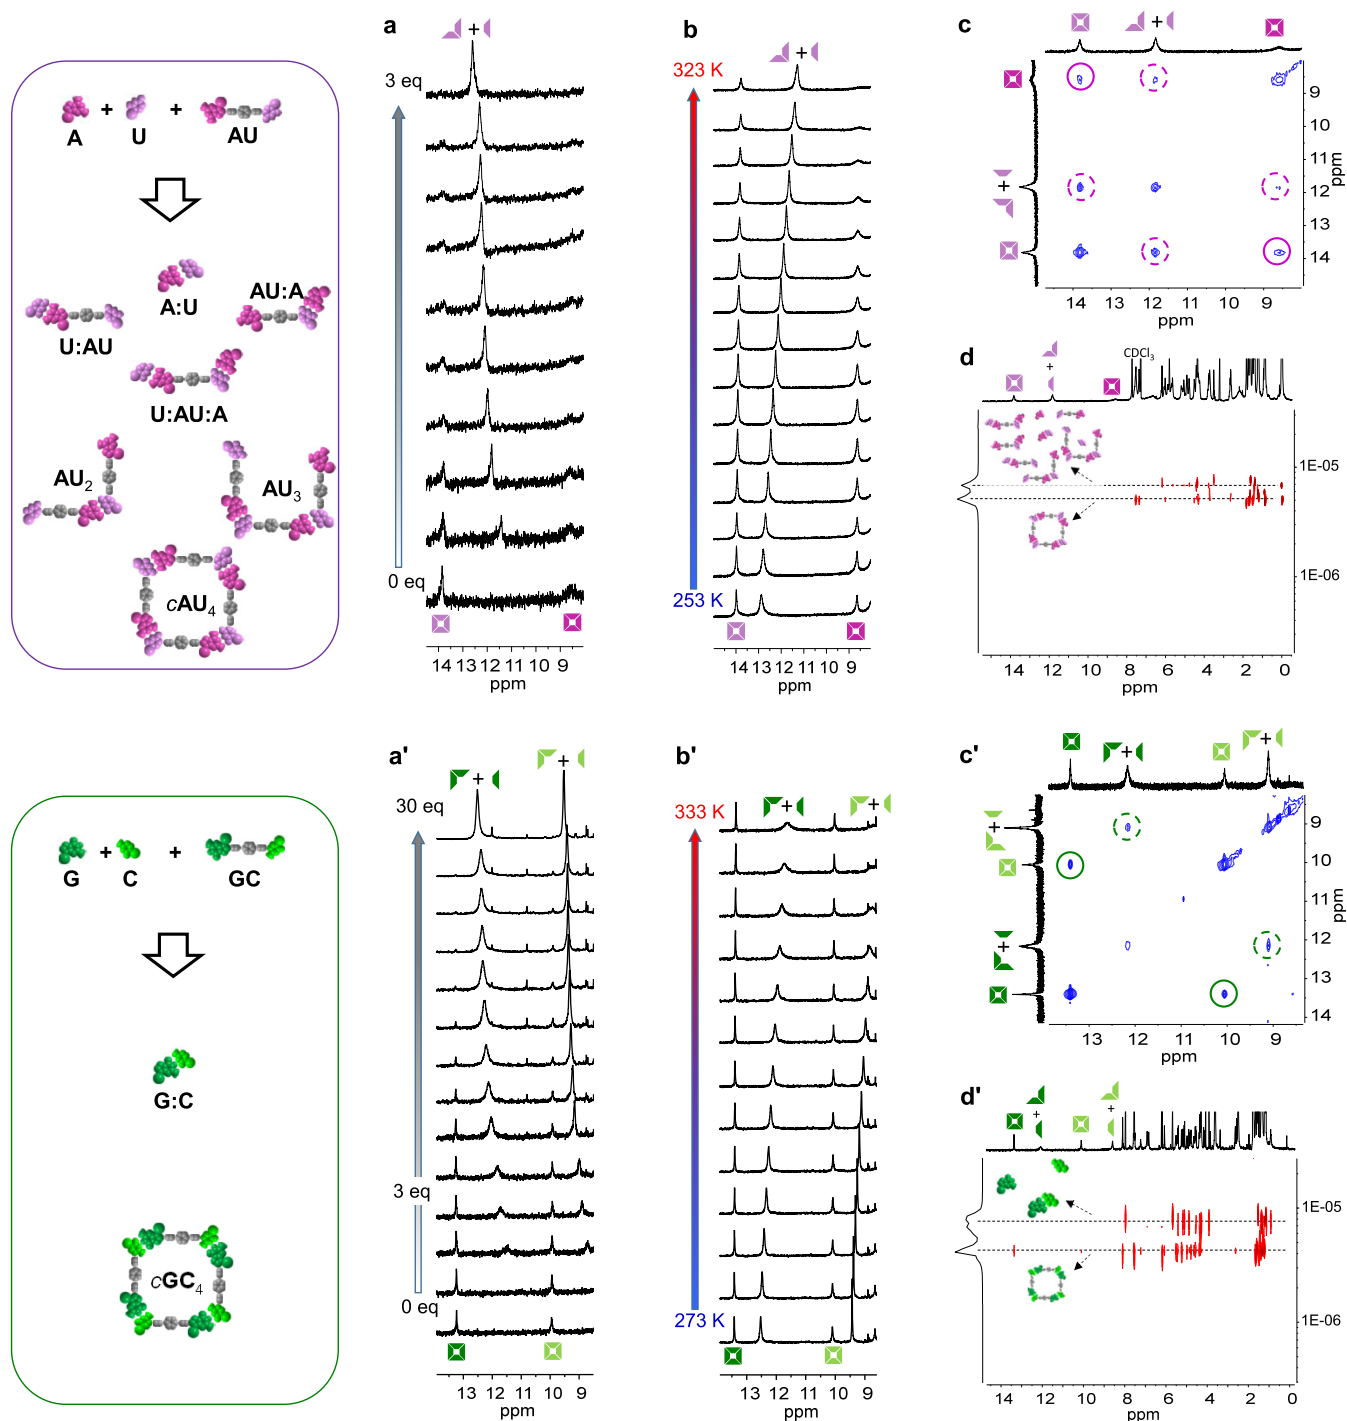 A + U + AU
A:U
AU:A
U:AU
U:AU:A
AU2
AU3
cAU4
a
+
3 eq
0 eq
14 13 12 11 10 9
ppm
b
+
323 K
253 K
14 13 12 11 10 9
ppm
c
+
9
10
11
12
13
14
ppm
+
14 12 10 8
ppm
d
+
CDCl3
1E-05
1E-06
14 12 10 8 6 4 2 0
ppm
G + C + GC
G:C
cGC4
a'
+ +
30 eq
3 eq
0 eq
13 12 11 10 9
ppm
b'
+ +
333 K
273 K
13 12 11 10 9
ppm
c'
+ +
+
9
10
11
12
13
14
ppm
+
13 12 11 10 9
ppm
d'
+ +
1E-05
1E-06
14 12 10 8 6 4 2 0
ppm